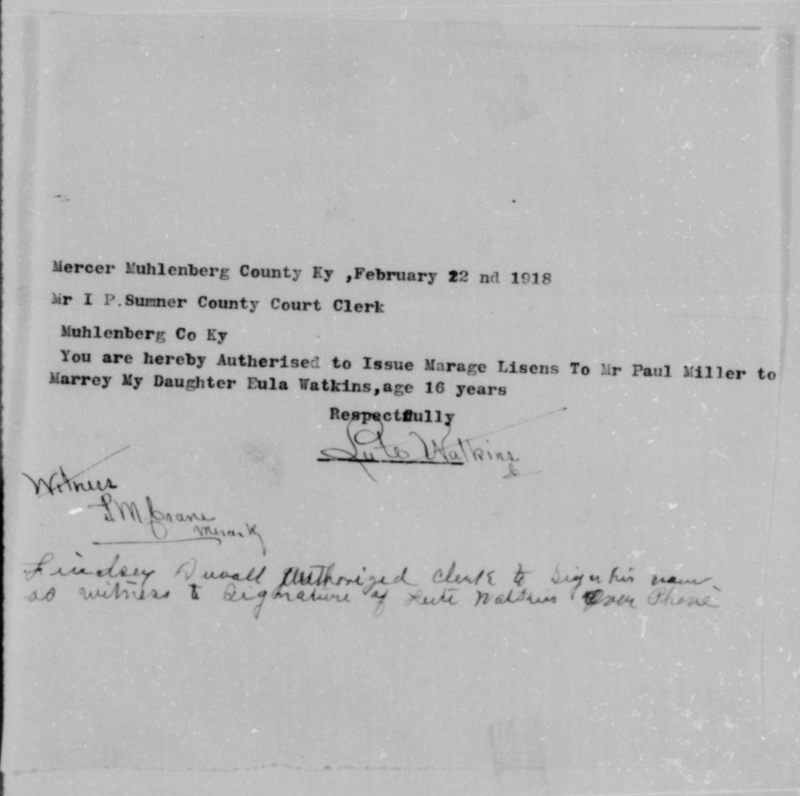 Mercer Muhlenberg County Ky ,February 22 nd 1918
Mr I P.Sumner County Court Clerk
Muhlenberg Co Ky
You are hereby Autherised to Issue Marage Lisens To Mr Paul Miller to
Marrey My Daughter Eula Watkins,age 16 years
Respectfully
Lute Watkins
Witness
Crane
Lindsey Duvall Authorized clerk to sign his name
as witness to signature of Lute Watkins over Phone